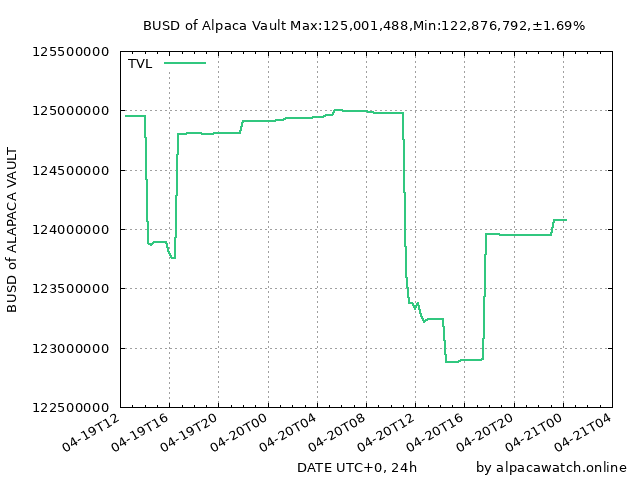 BUSD of Alpaca Vault Max:125,001,488,Min:122,876,792,±1.69%
TVL
125500000
125000000
124500000
124000000
123500000
123000000
122500000
BUSD of ALAPACA VAULT
04-19T12
04-19T16
04-19T20
04-20T00
04-20T04
04-20T08
04-20T12
04-20T16
04-20T20
04-21T00
04-21T04
DATE UTC+0, 24h
by alpacawatch.online